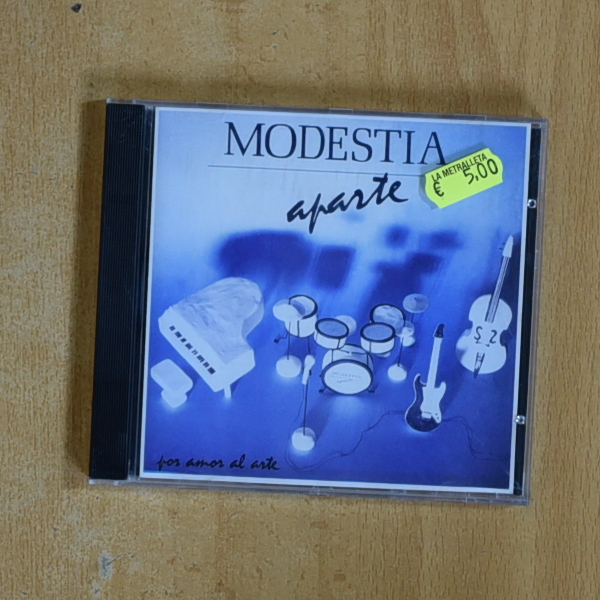 MODESTIA
aparte
LA METRALLETA
€ 5,00
por amor al arte